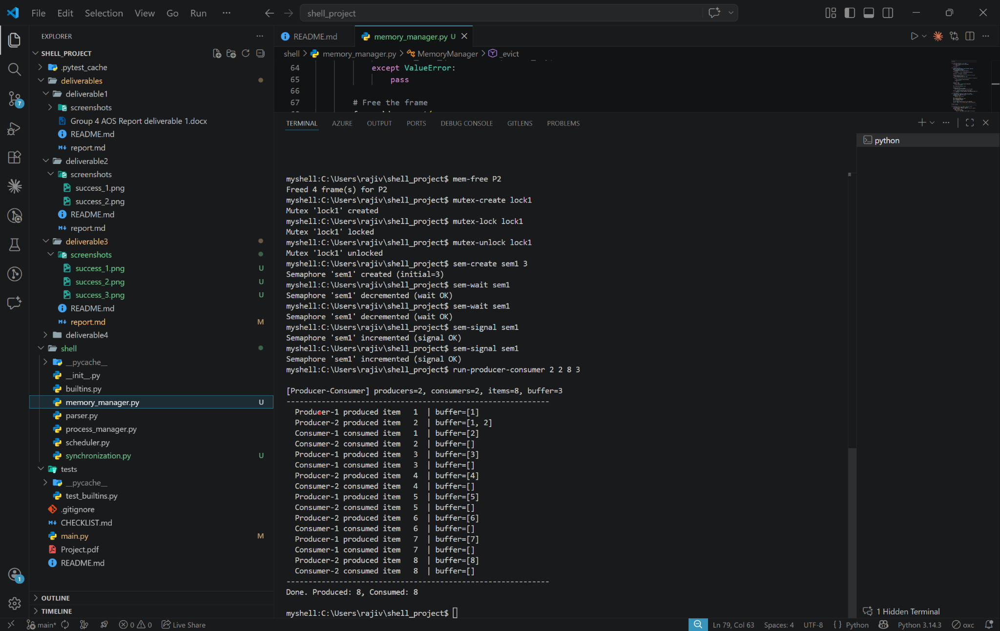 File Edit Selection View Go Run ··· shell_project
EXPLORER
SHELL_PROJECT
.pytest_cache
deliverables
deliverable1
screenshots
Group 4 AOS Report deliverable 1.docx
README.md
report.md
deliverable2
screenshots
success_1.png
success_2.png
README.md
report.md
deliverable3
screenshots
success_1.png U
success_2.png U
success_3.png U
README.md
report.md M
deliverable4
shell
__pycache__
__init__.py
builtins.py
memory_manager.py U
parser.py
process_manager.py
scheduler.py
synchronization.py U
tests
__pycache__
test_builtins.py
.gitignore
CHECKLIST.md
main.py M
Project.pdf
README.md
OUTLINE
TIMELINE
7
1
README.md memory_manager.py U
shell > memory_manager.py > MemoryManager > _evict
64 except ValueError:
65 pass
66
67 # Free the frame
TERMINAL AZURE OUTPUT PORTS DEBUG CONSOLE GITLENS PROBLEMS
myshell:C:\Users\rajiv\shell_project$ mem-free P2
Freed 4 frame(s) for P2
myshell:C:\Users\rajiv\shell_project$ mutex-create lock1
Mutex 'lock1' created
myshell:C:\Users\rajiv\shell_project$ mutex-lock lock1
Mutex 'lock1' locked
myshell:C:\Users\rajiv\shell_project$ mutex-unlock lock1
Mutex 'lock1' unlocked
myshell:C:\Users\rajiv\shell_project$ sem-create sem1 3
Semaphore 'sem1' created (initial=3)
myshell:C:\Users\rajiv\shell_project$ sem-wait sem1
Semaphore 'sem1' decremented (wait OK)
myshell:C:\Users\rajiv\shell_project$ sem-wait sem1
Semaphore 'sem1' decremented (wait OK)
myshell:C:\Users\rajiv\shell_project$ sem-signal sem1
Semaphore 'sem1' incremented (signal OK)
myshell:C:\Users\rajiv\shell_project$ sem-signal sem1
Semaphore 'sem1' incremented (signal OK)
myshell:C:\Users\rajiv\shell_project$ run-producer-consumer 2 2 8 3
[Producer-Consumer] producers=2, consumers=2, items=8, buffer=3
------------------------------------------------------------
Producer-1 produced item 1 | buffer=[1]
Producer-2 produced item 2 | buffer=[1, 2]
Consumer-1 consumed item 1 | buffer=[2]
Consumer-2 consumed item 2 | buffer=[]
Producer-1 produced item 3 | buffer=[3]
Consumer-1 consumed item 3 | buffer=[]
Producer-2 produced item 4 | buffer=[4]
Consumer-2 consumed item 4 | buffer=[]
Producer-1 produced item 5 | buffer=[5]
Consumer-2 consumed item 5 | buffer=[]
Producer-2 produced item 6 | buffer=[6]
Consumer-1 consumed item 6 | buffer=[]
Producer-1 produced item 7 | buffer=[7]
Consumer-1 consumed item 7 | buffer=[]
Producer-2 produced item 8 | buffer=[8]
Consumer-2 consumed item 8 | buffer=[]
------------------------------------------------------------
Done. Produced: 8, Consumed: 8
myshell:C:\Users\rajiv\shell_project$
python
1 Hidden Terminal
main* 0 0 Live Share Ln 79, Col 63 Spaces: 4 UTF-8 {} Python Python 3.14.3 oxc